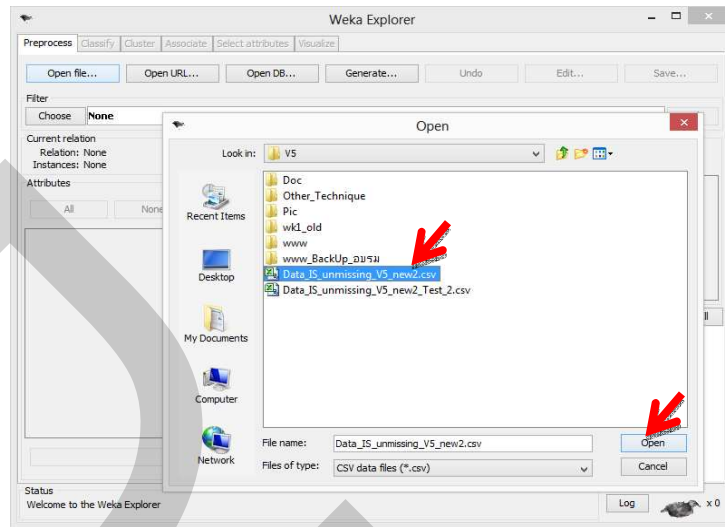 Weka Explorer
Preprocess Classify Cluster Associate Select attributes Visualize
Open file... Open URL... Open DB... Generate... Undo Edit... Save...
Filter
Choose None
Open
Current relation
Relation: None
Instances: None
Look in: V5
Attributes
All None
Doc
Other_Technique
Pic
wk1_old
www
www_BackUp_อบรม
Data_IS_unmissing_V5_new2.csv
Data_IS_unmissing_V5_new2_Test_2.csv
Recent Items
Desktop
My Documents
Computer
Network
File name: Data_IS_unmissing_V5_new2.csv Open
Files of type: CSV data files (*.csv) Cancel
Status
Welcome to the Weka Explorer Log x 0